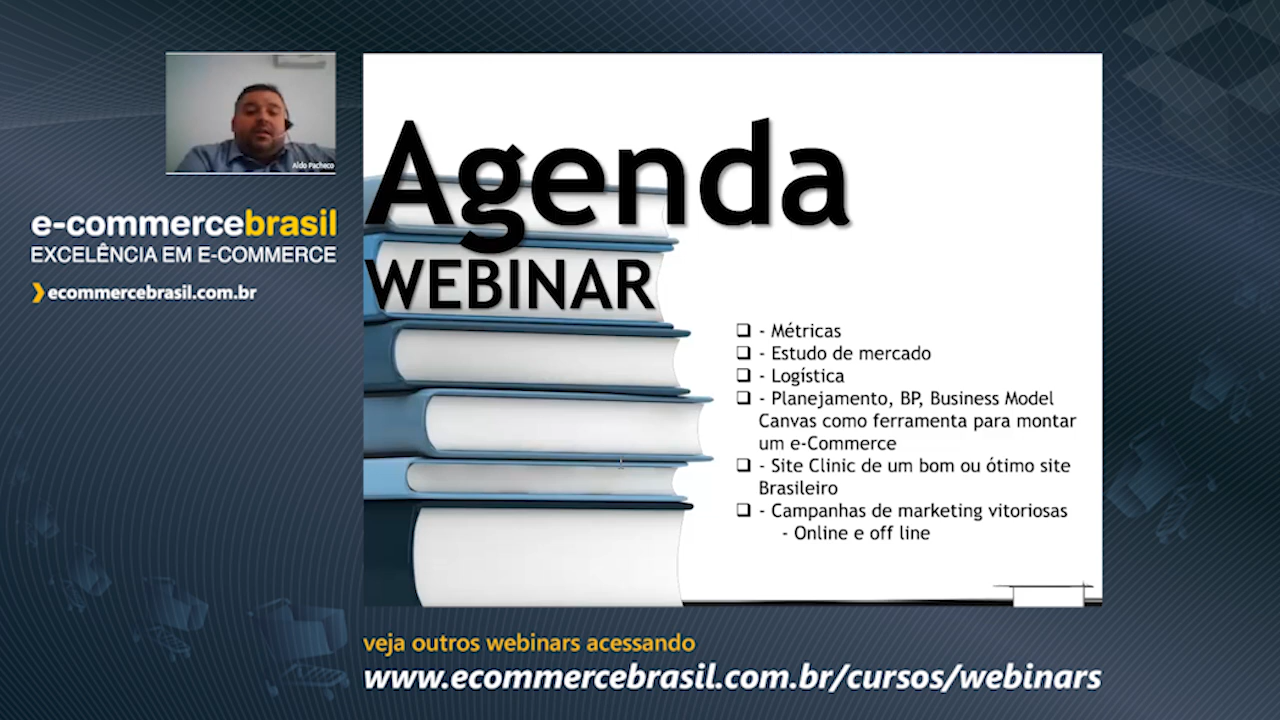 Aldo Pacheco
e-commercebrasil
EXCELÊNCIA EM E-COMMERCE
ecommercebrasil.com.br
Agenda
WEBINAR
- Métricas
- Estudo de mercado
- Logística
- Planejamento, BP, Business Model
Canvas como ferramenta para montar
um e-Commerce
- Site Clinic de um bom ou ótimo site
Brasileiro
- Campanhas de marketing vitoriosas
- Online e off line
veja outros webinars acessando
www.ecommercebrasil.com.br/cursos/webinars